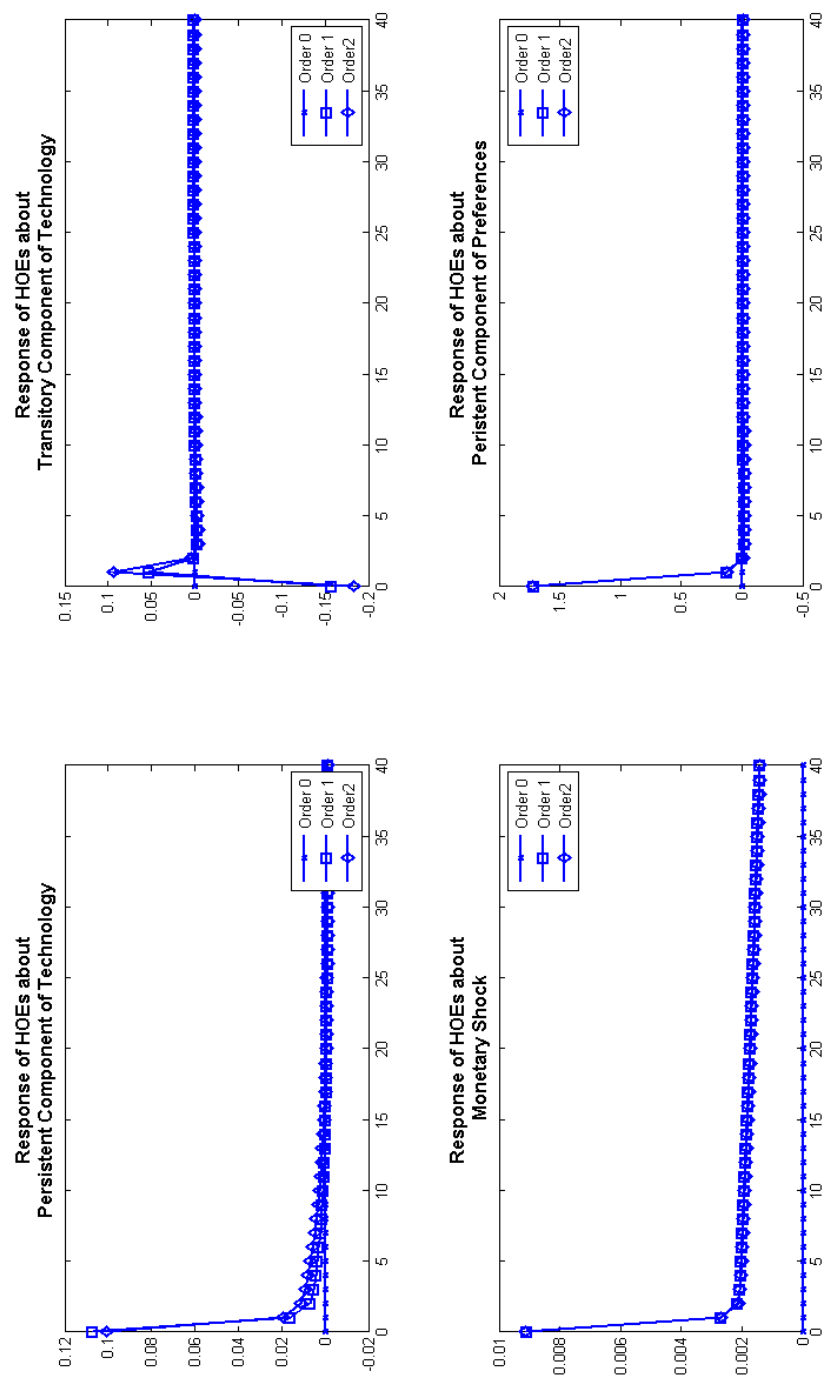 Response of HOEs about
Persistent Component of Technology
0.12
0.1
0.08
0.06
0.04
0.02
0
-0.02
0 5 10 15 20 25 30 35 40
Order 0
Order 1
Order2
Response of HOEs about
Transitory Component of Technology
0.15
0.1
0.05
0
-0.05
-0.1
-0.15
-0.2
0 5 10 15 20 25 30 35 40
Order 0
Order 1
Order2
Response of HOEs about
Monetary Shock
0.01
0.008
0.006
0.004
0.002
0
0 5 10 15 20 25 30 35 40
Order 0
Order 1
Order2
Response of HOEs about
Peristent Component of Preferences
2
1.5
1
0.5
0
-0.5
0 5 10 15 20 25 30 35 40
Order 0
Order 1
Order2